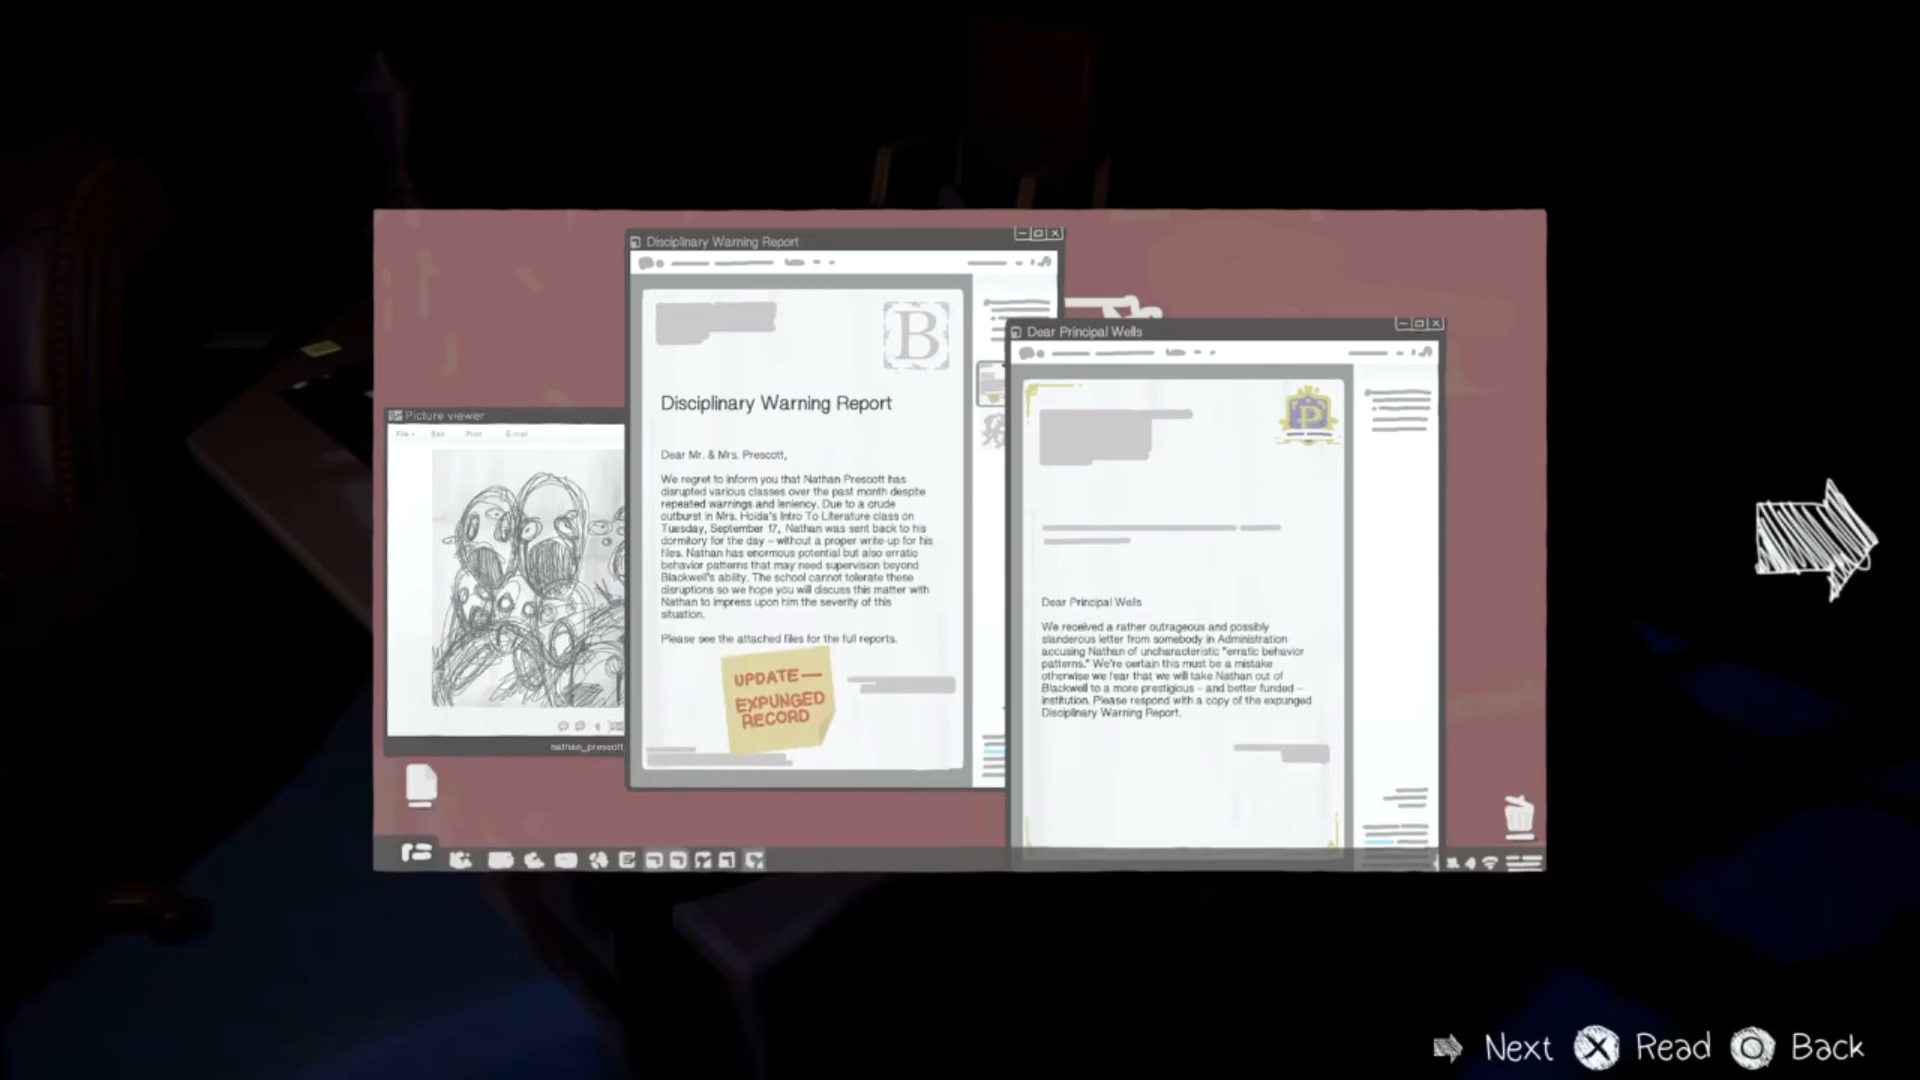 Disciplinary Warning Report
B
Disciplinary Warning Report
Dear Mr. & Mrs. Prescott,
We regret to inform you that Nathan Prescott has
disrupted various classes over the past month despite
repeated warnings and leniency. Due to a crude
outburst in Mrs. Hoida's Intro To Literature class on
Tuesday, September 17, Nathan was sent back to his
dormitory for the day – without a proper write-up for his
files. Nathan has enormous potential but also erratic
behavior patterns that may need supervision beyond
Blackwell's ability. The school cannot tolerate these
disruptions so we hope you will discuss this matter with
Nathan to impress upon him the severity of this
situation.
Please see the attached files for the full reports.
UPDATE—
EXPUNGED
RECORD
Dear Principal Wells
P
Dear Principal Wells
We received a rather outrageous and possibly
slanderous letter from somebody in Administration
accusing Nathan of uncharacteristic "erratic behavior
patterns." We're certain this must be a mistake
otherwise we fear that we will take Nathan out of
Blackwell to a more prestigious – and better funded –
institution. Please respond with a copy of the expunged
Disciplinary Warning Report.
Picture viewer
File Edit Print E-mail
nathan_prescott_
Next Read Back